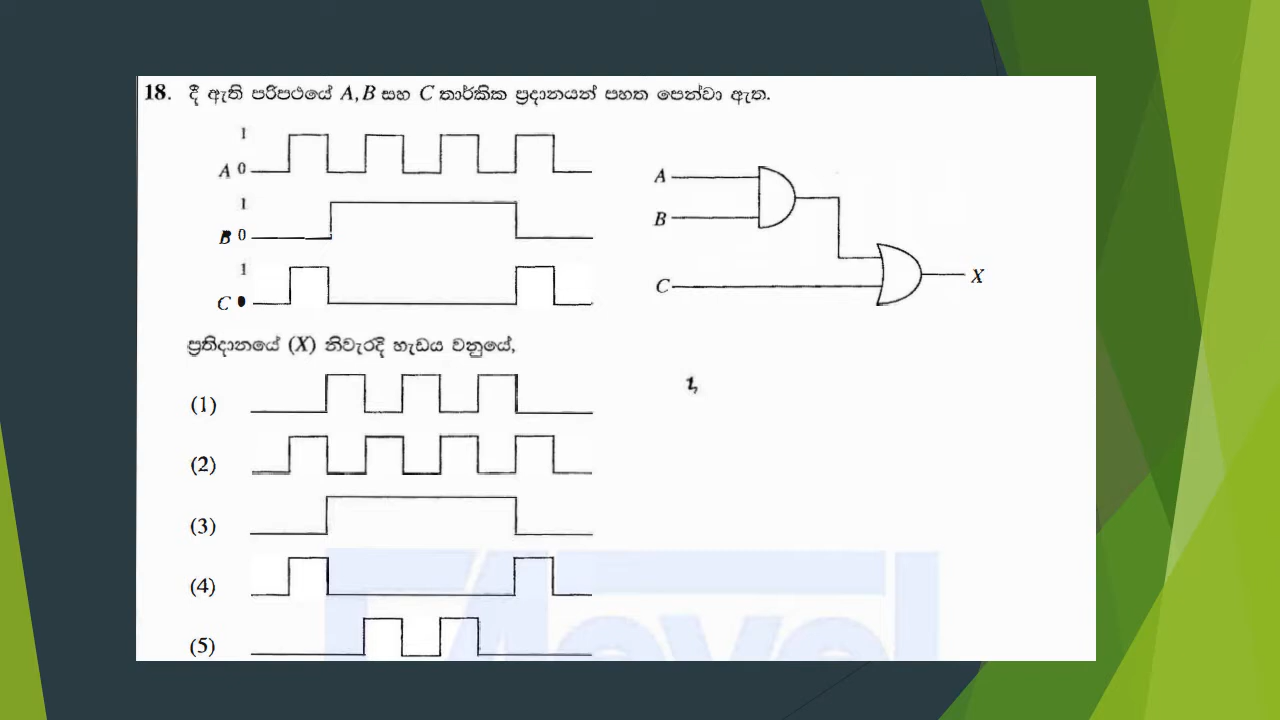 18. දී ඇති පරිපථයේ A, B සහ C තාර්කික ප්‍රදානයන් පහත පෙන්වා ඇත.
1
A 0
1
B 0
1
C
A
B
C
X
ප්‍රතිදානයේ (X) නිවැරදි හැඩය වනුයේ,
(1)
(2)
(3)
(4)
(5)